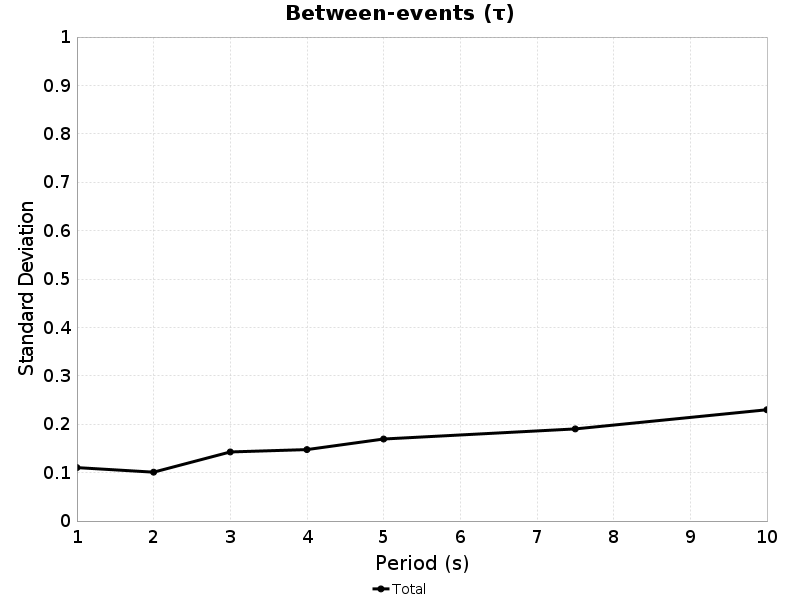 Between-events (τ)
1
0.9
0.8
0.7
0.6
0.5
0.4
0.3
0.2
0.1
0
Standard Deviation
1 2 3 4 5 6 7 8 9 10
Period (s)
Total